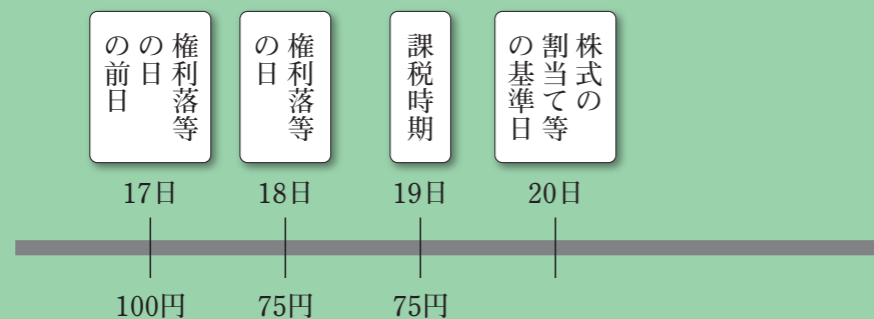 権利落等
の日
の前日
権利落等
の日
課税時期
株式の
割当て等
の基準日
17日
18日
19日
20日
100円
75円
75円